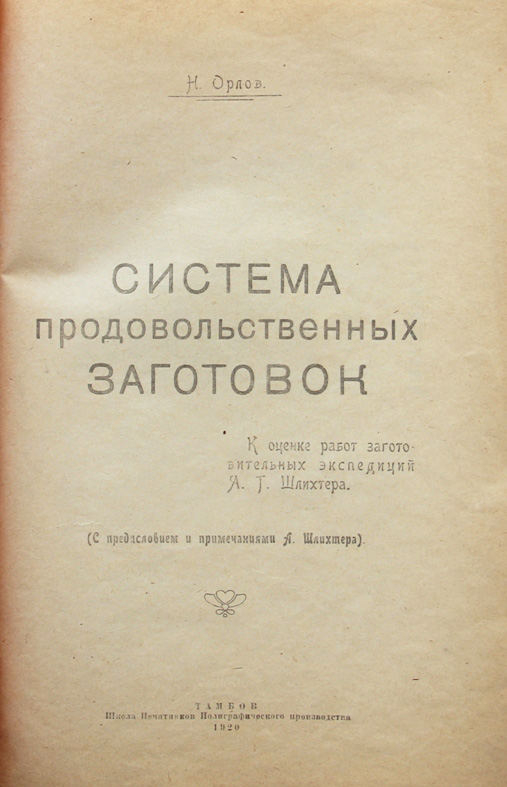 Н. Орлов.
СИСТЕМА
продовольственных
ЗАГОТОВОК
К оценке работ загото-
вительных экспедиций
А. Г. Шлихтера.
(С предисловием и примечаниями А. Шлихтера).
ТАМБОВ
Школа Печатников Полиграфического производства
1920